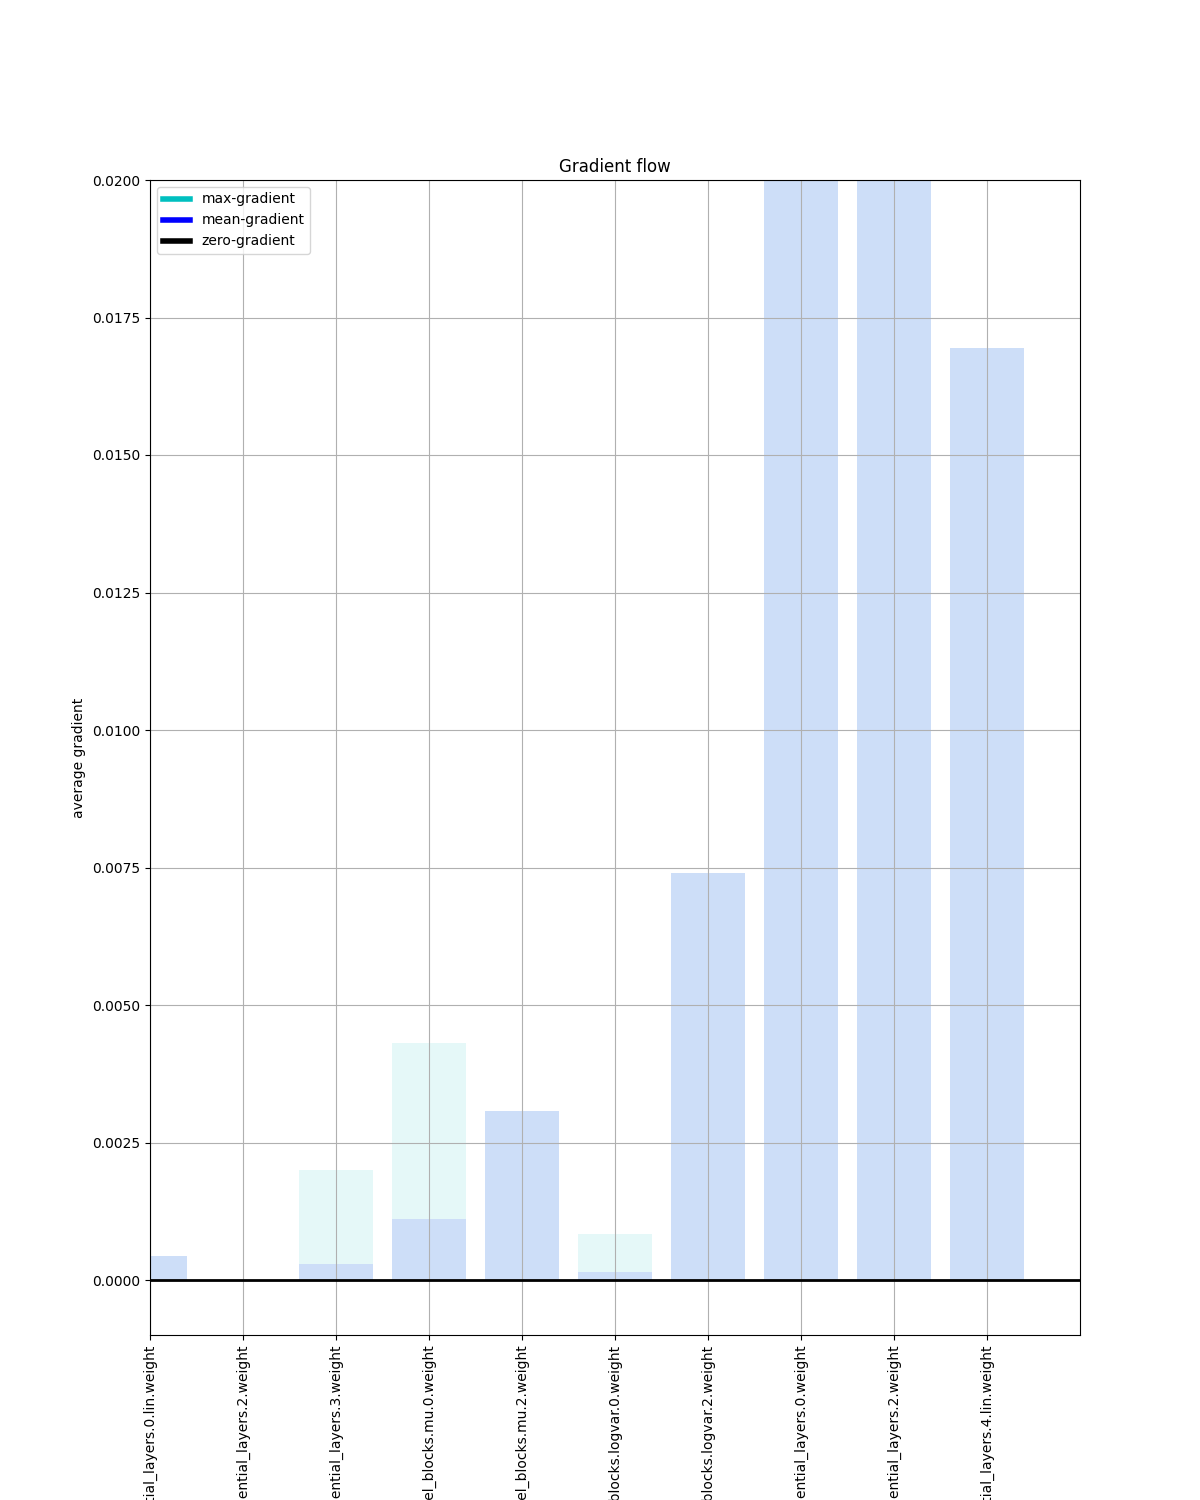 Gradient flow
max-gradient
mean-gradient
zero-gradient
0.0200
0.0175
0.0150
0.0125
0.0100
0.0075
0.0050
0.0025
0.0000
average gradient
tial_layers.0.lin.weight
ential_layers.2.weight
ential_layers.3.weight
el_blocks.mu.0.weight
el_blocks.mu.2.weight
blocks.logvar.0.weight
blocks.logvar.2.weight
ential_layers.0.weight
ential_layers.2.weight
tial_layers.4.lin.weight